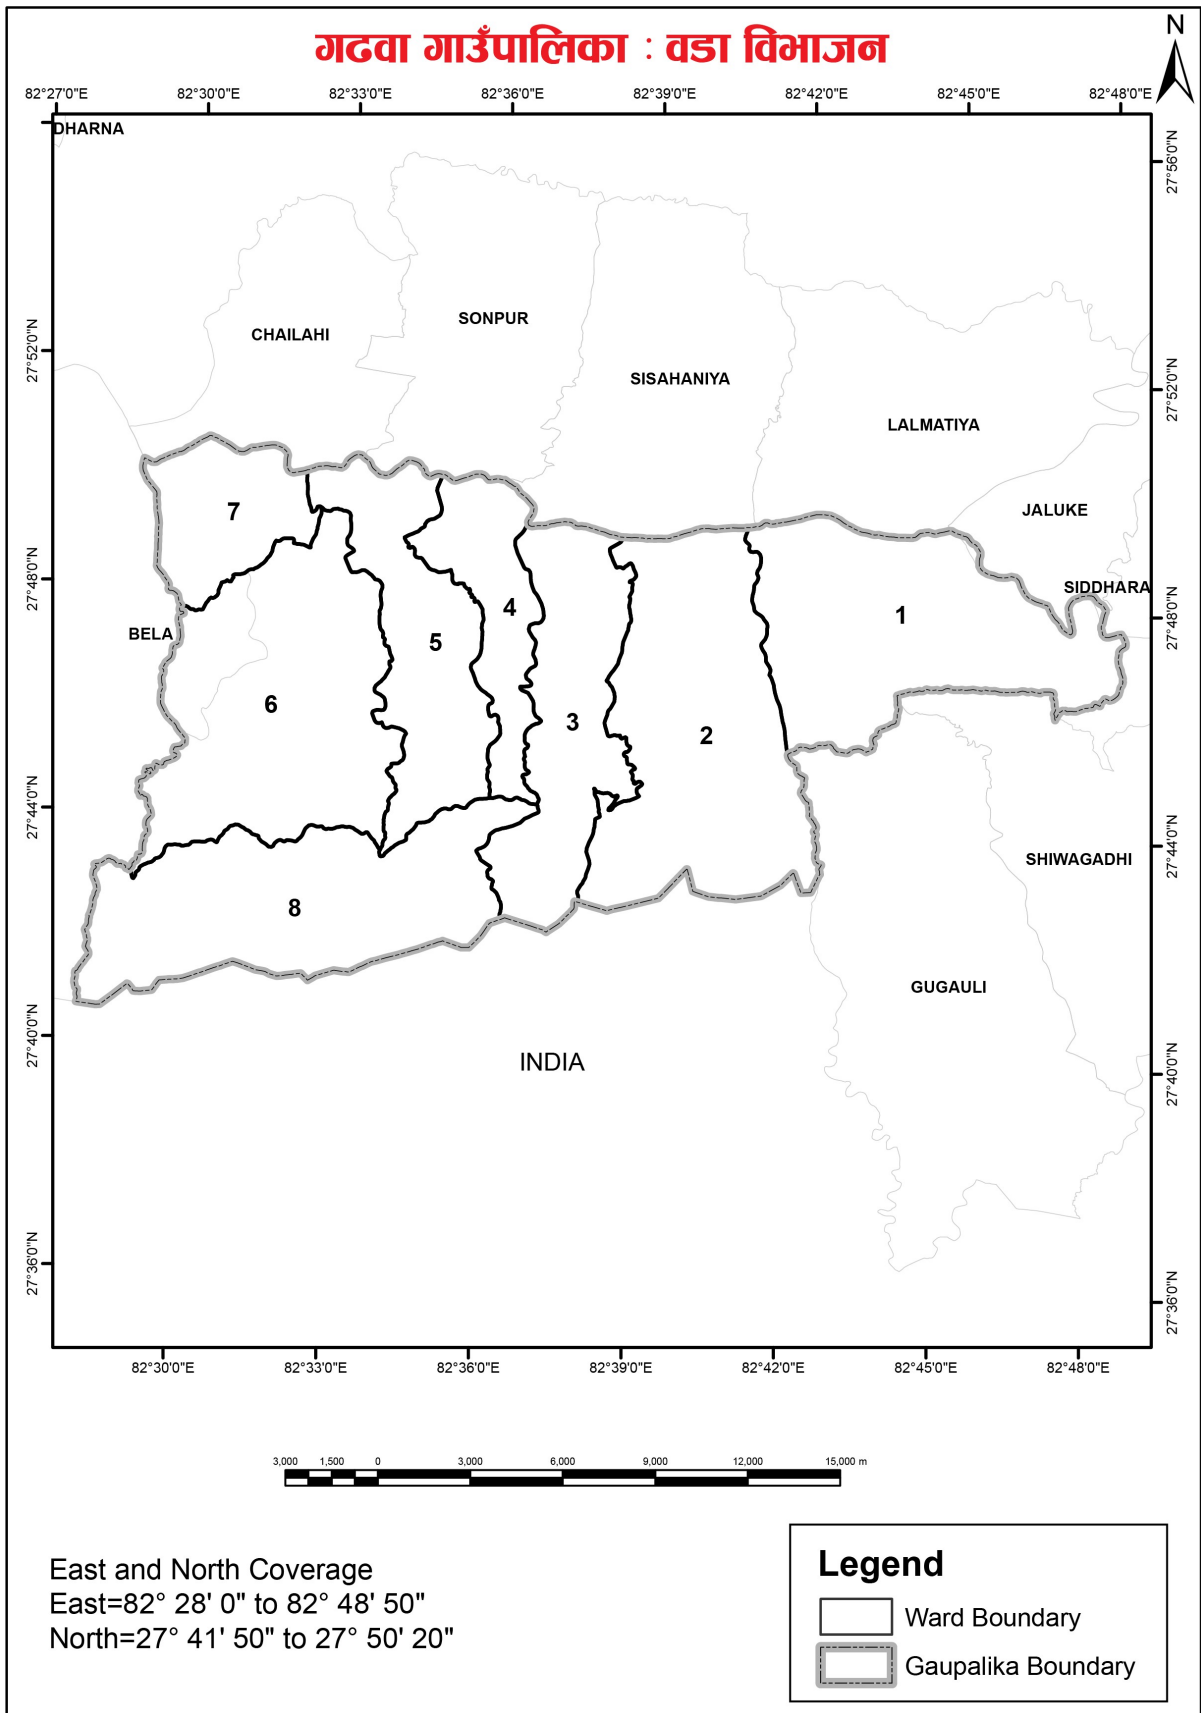 गढवा गाउँपालिका : वडा विभाजन
N
82°27'0"E 82°30'0"E 82°33'0"E 82°36'0"E 82°39'0"E 82°42'0"E 82°45'0"E 82°48'0"E
DHARNA
27°56'0"N
SONPUR
CHAILAHI
27°52'0"N
SISAHANIYA
27°52'0"N
LALMATIYA
7
JALUKE
27°48'0"N
SIDDHARA
4
1
27°48'0"N
BELA
5
6
3
2
27°44'0"N
27°44'0"N
SHIWAGADHI
8
GUGAULI
27°40'0"N
INDIA
27°40'0"N
27°36'0"N
27°36'0"N
82°30'0"E 82°33'0"E 82°36'0"E 82°39'0"E 82°42'0"E 82°45'0"E 82°48'0"E
3,000 1,500 0 3,000 6,000 9,000 12,000 15,000 m
East and North Coverage
East=82° 28' 0" to 82° 48' 50"
North=27° 41' 50" to 27° 50' 20"
Legend
Ward Boundary
Gaupalika Boundary